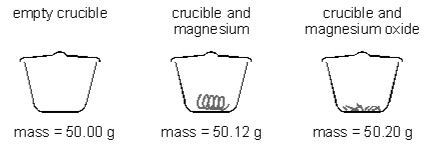 empty crucible
crucible and
magnesium
crucible and
magnesium oxide
mass = 50.00 g
mass = 50.12 g
mass = 50.20 g